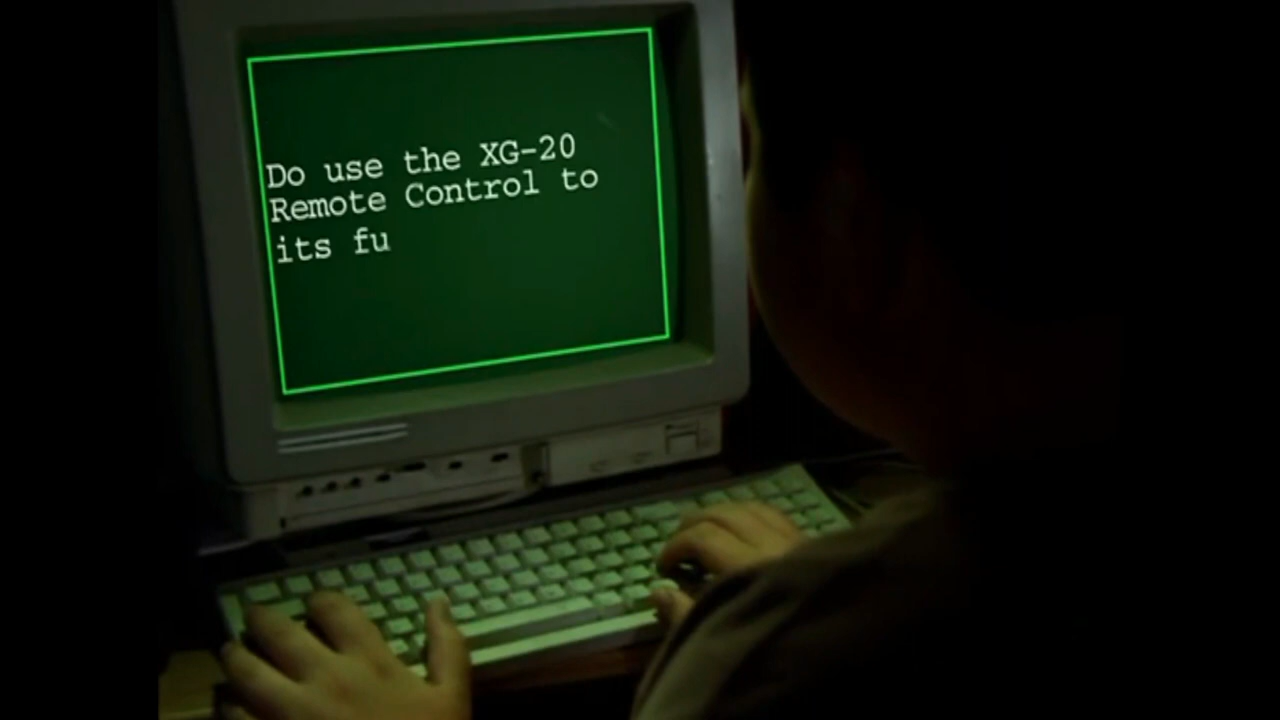 Do use the XG-20
Remote Control to
its fu